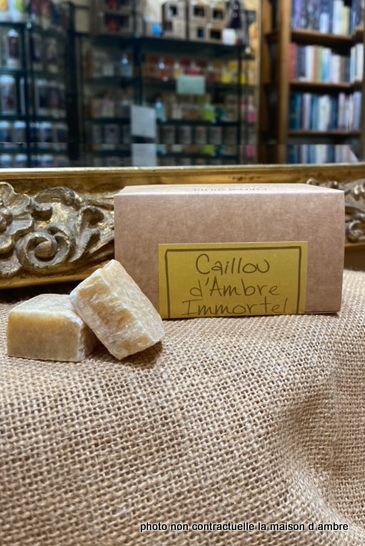 Caillou
d'Ambre
Immortel
photo non contractuelle la maison d ambre